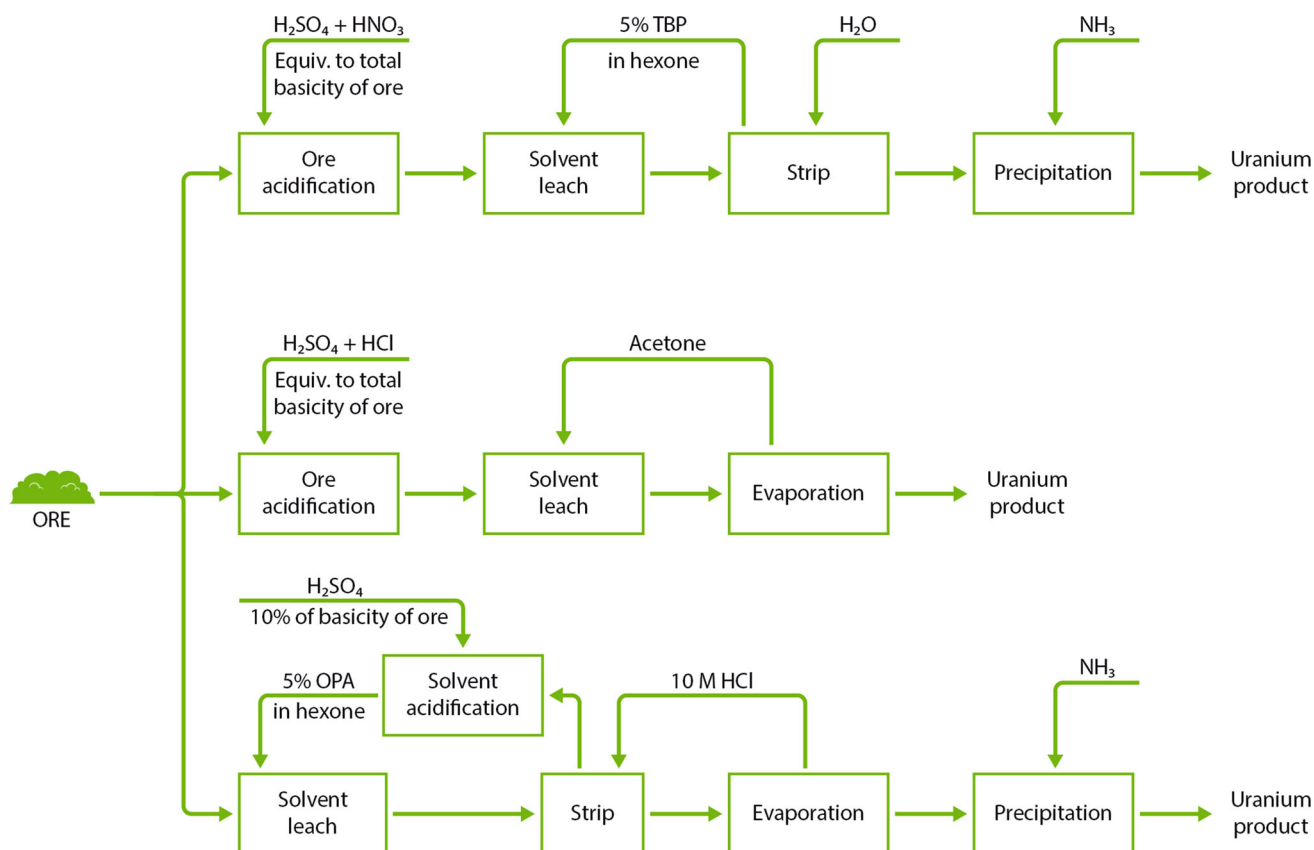 H₂SO₄ + HNO₃
Equiv. to total
basicity of ore
5% TBP
in hexone
H₂O
NH₃
Ore
acidification
Solvent
leach
Strip
Precipitation
Uranium
product
H₂SO₄ + HCl
Equiv. to total
basicity of ore
Acetone
ORE
Ore
acidification
Solvent
leach
Evaporation
Uranium
product
H₂SO₄
10% of basicity of ore
5% OPA
in hexone
Solvent
acidification
10 M HCl
NH₃
Solvent
leach
Strip
Evaporation
Precipitation
Uranium
product